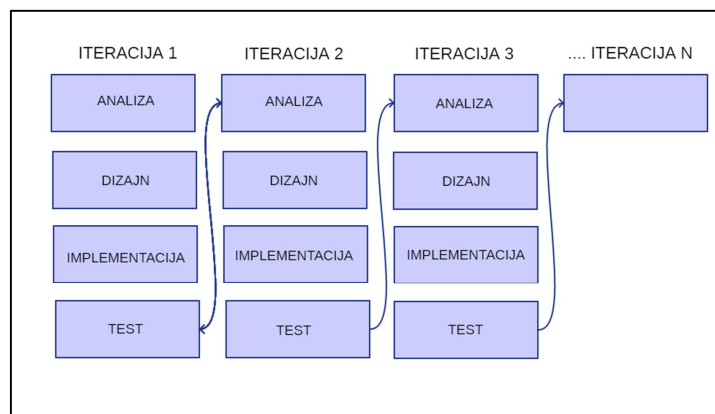 ITERACIJA 1
ANALIZA
DIZAJN
IMPLEMENTACIJA
TEST
ITERACIJA 2
ANALIZA
DIZAJN
IMPLEMENTACIJA
TEST
ITERACIJA 3
ANALIZA
DIZAJN
IMPLEMENTACIJA
TEST
.... ITERACIJA N